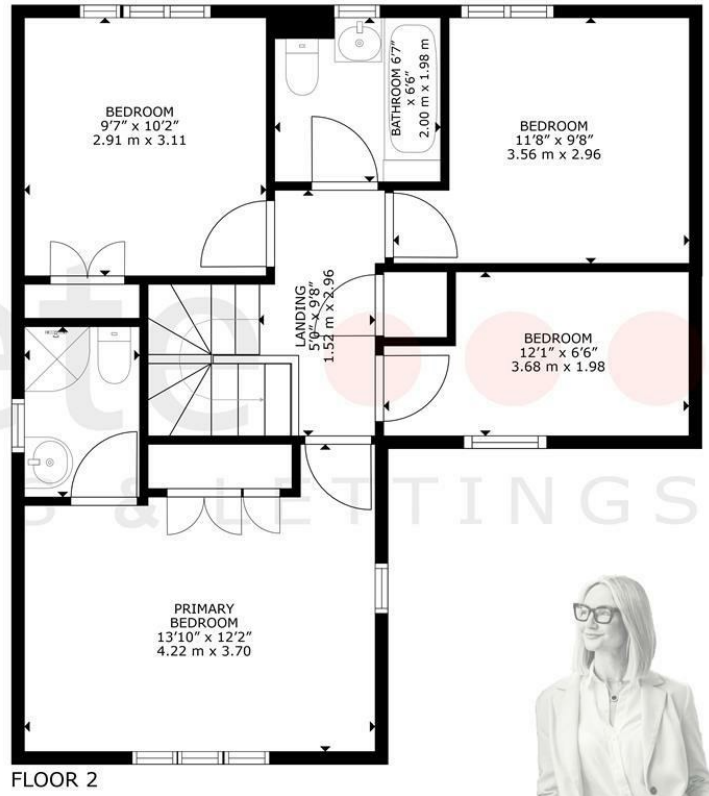 BEDROOM
9'7" x 10'2"
2.91 m x 3.11
BATHROOM 6'7"
x 6'6"
2.00 m x 1.98 m
BEDROOM
11'8" x 9'8"
3.56 m x 2.96
LANDING
5'0" x 9'8"
1.52 m x 2.96
BEDROOM
12'1" x 6'6"
3.68 m x 1.98
ete
S & LETTINGS
PRIMARY
BEDROOM
13'10" x 12'2"
4.22 m x 3.70
FLOOR 2